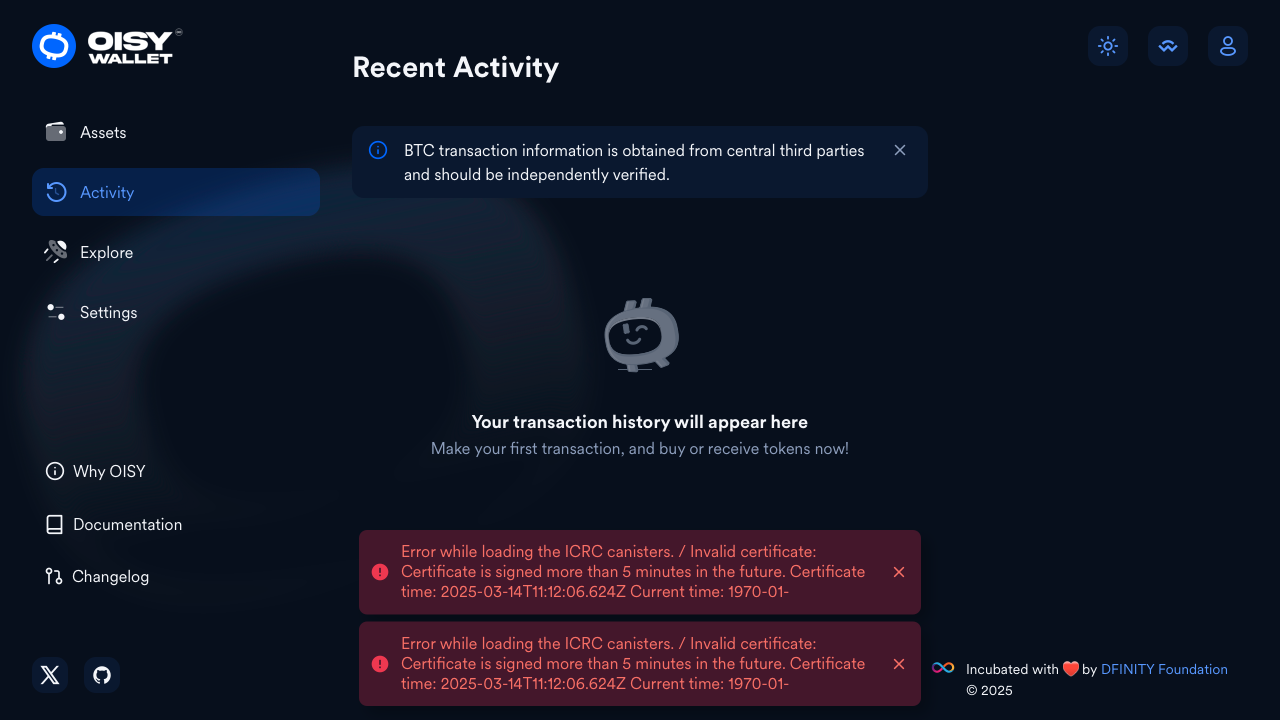 OISY
WALLET
Recent Activity
Assets
Activity
Explore
Settings
BTC transaction information is obtained from central third parties
and should be independently verified.
Your transaction history will appear here
Make your first transaction, and buy or receive tokens now!
Why OISY
Documentation
Changelog
Error while loading the ICRC canisters. / Invalid certificate:
Certificate is signed more than 5 minutes in the future. Certificate
time: 2025-03-14T11:12:06.624Z Current time: 1970-01-
Error while loading the ICRC canisters. / Invalid certificate:
Certificate is signed more than 5 minutes in the future. Certificate
time: 2025-03-14T11:12:06.624Z Current time: 1970-01-
Incubated with ❤️ by DFINITY Foundation
© 2025